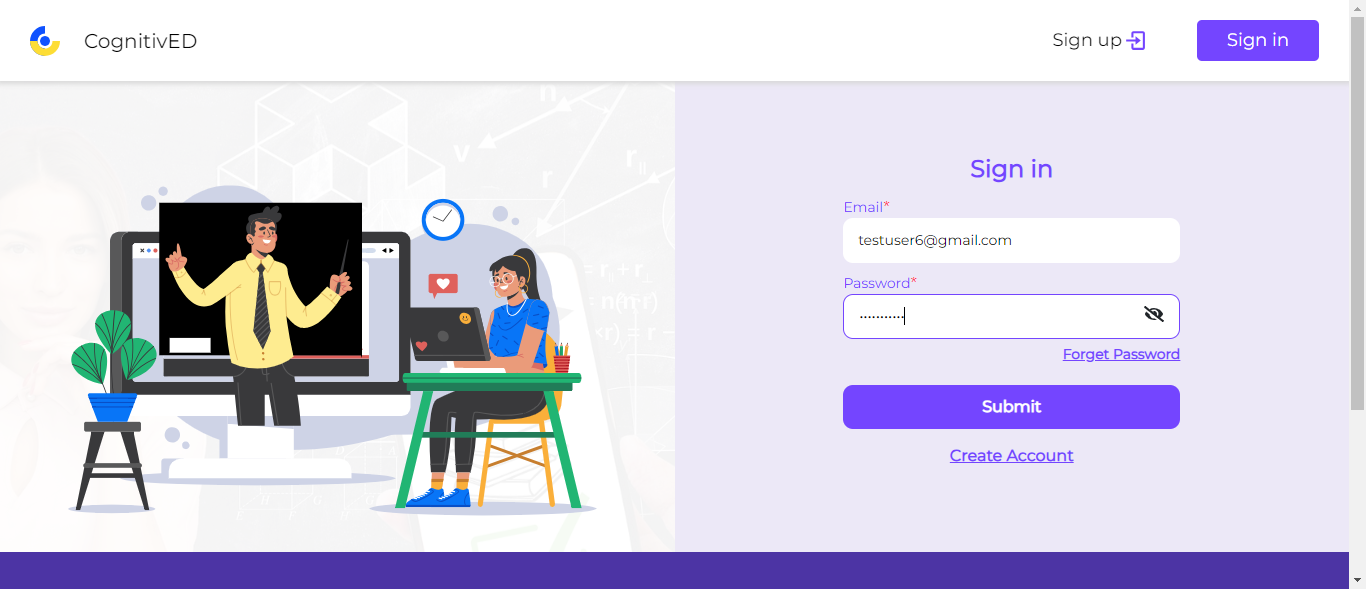 CognitivED
Sign up
Sign in
Sign in
Email*
testuser6@gmail.com
Password*
···········
Forget Password
Submit
Create Account